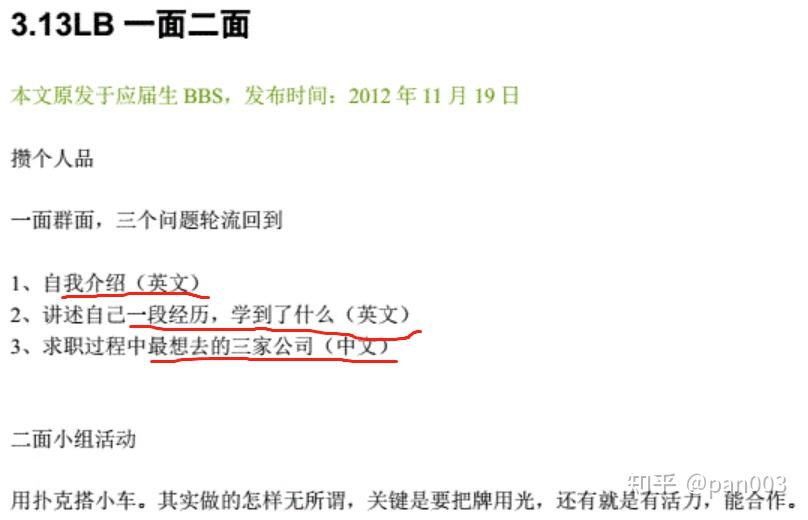 3.13LB 一面二面
本文原发于应届生 BBS，发布时间：2012 年 11 月 19 日
攒个人品
一面群面，三个问题轮流回到
1、自我介绍（英文）
2、讲述自己一段经历，学到了什么（英文）
3、求职过程中最想去的三家公司（中文）
二面小组活动
用扑克搭小车。其实做的怎样无所谓，关键是要把牌用光，还有就是有活力，能合作。
知乎 @pan003